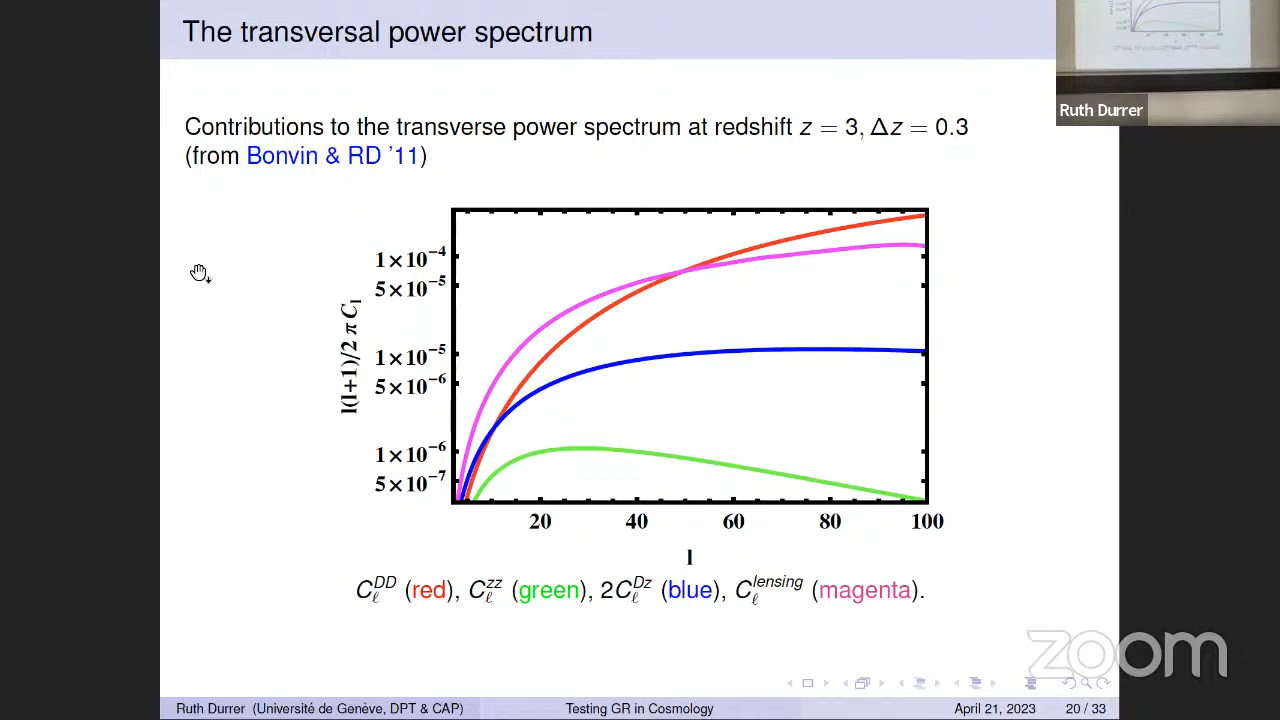 The transversal power spectrum
Ruth Durrer
Contributions to the transverse power spectrum at redshift z = 3, Δz = 0.3
(from Bonvin & RD '11)
1×10⁻⁴
5×10⁻⁵
1×10⁻⁵
5×10⁻⁶
1×10⁻⁶
5×10⁻⁷
l(l+1)/2 π Cₗ
20 40 60 80 100
l
C_ℓ^{DD} (red), C_ℓ^{zz} (green), 2C_ℓ^{Dz} (blue), C_ℓ^{lensing} (magenta).
zoom
Ruth Durrer (Université de Genève, DPT & CAP) Testing GR in Cosmology April 21, 2023 20 / 33